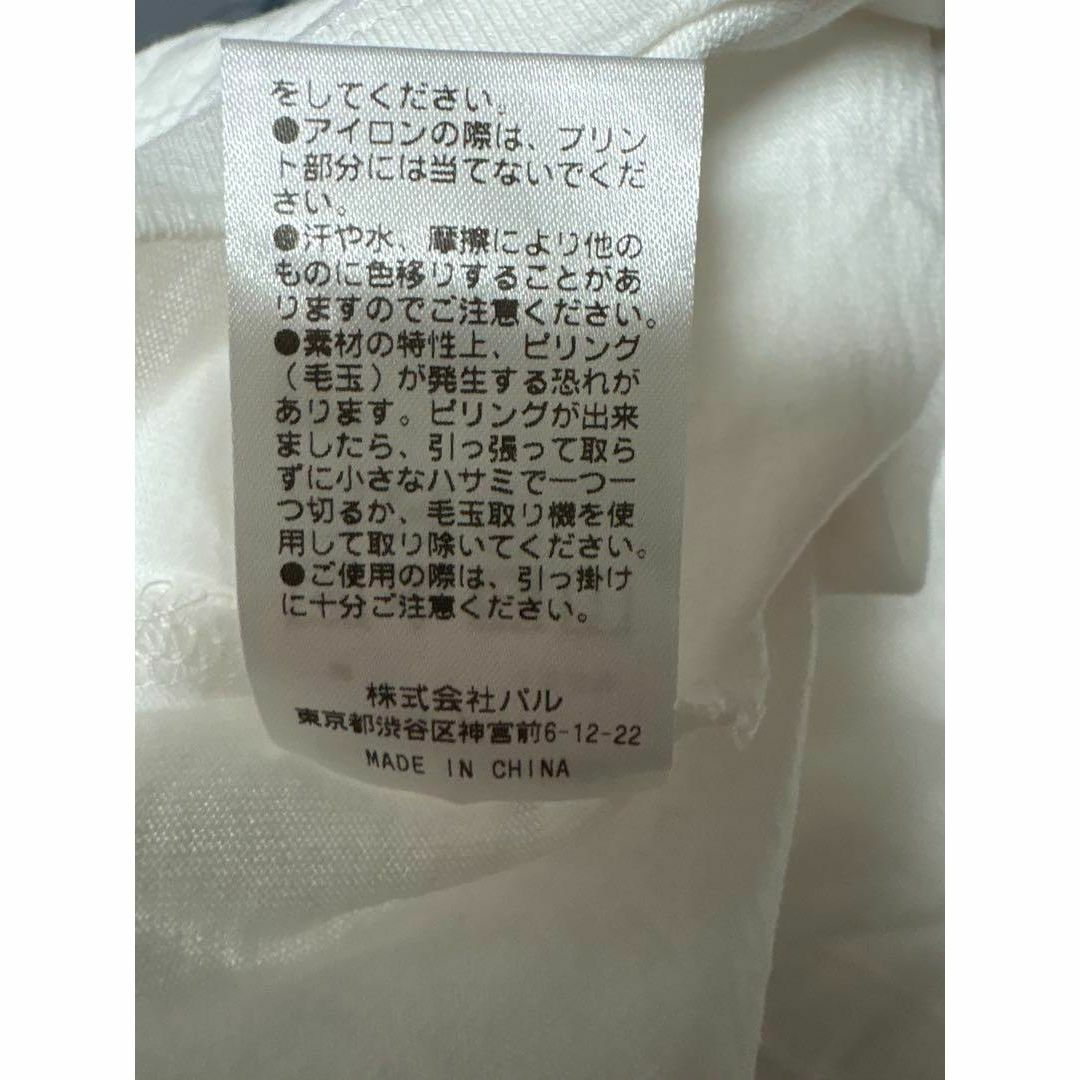 をしてください。
●アイロンの際は、プリン
ト部分には当てないでくだ
さい。
●汗や水、摩擦により他の
ものに色移りすることがあ
りますのでご注意ください。
●素材の特性上、ピリング
（毛玉）が発生する恐れが
あります。ピリングが出来
ましたら、引っ張って取ら
ずに小さなハサミで一つ一
つ切るか、毛玉取り機を使
用して取り除いてください。
●ご使用の際は、引っ掛け
に十分ご注意ください。
株式会社パル
東京都渋谷区神宮前6-12-22
MADE IN CHINA